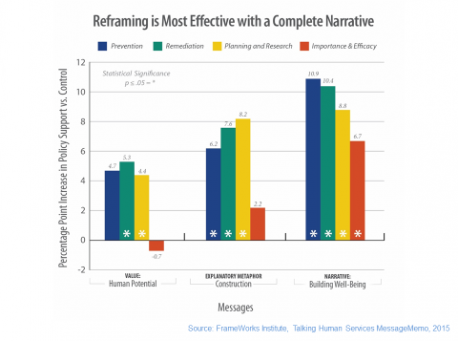 Reframing is Most Effective with a Complete Narrative
Prevention Remediation Planning and Research Importance & Efficacy
Percentage Point Increase in Policy Support vs. Control
12
10
8
6
4
2
0
-2
Statistical Significance
p ≤ .05 = *
4.7 5.3 4.4 -0.7
6.2 7.6 8.2 2.2
10.9 10.4 8.8 6.7
* * *
* * *
* * * *
VALUE:
Human Potential
EXPLANATORY METAPHOR
Construction
NARRATIVE:
Building Well-Being
Messages
Source: FrameWorks Institute, Talking Human Services MessageMemo, 2015